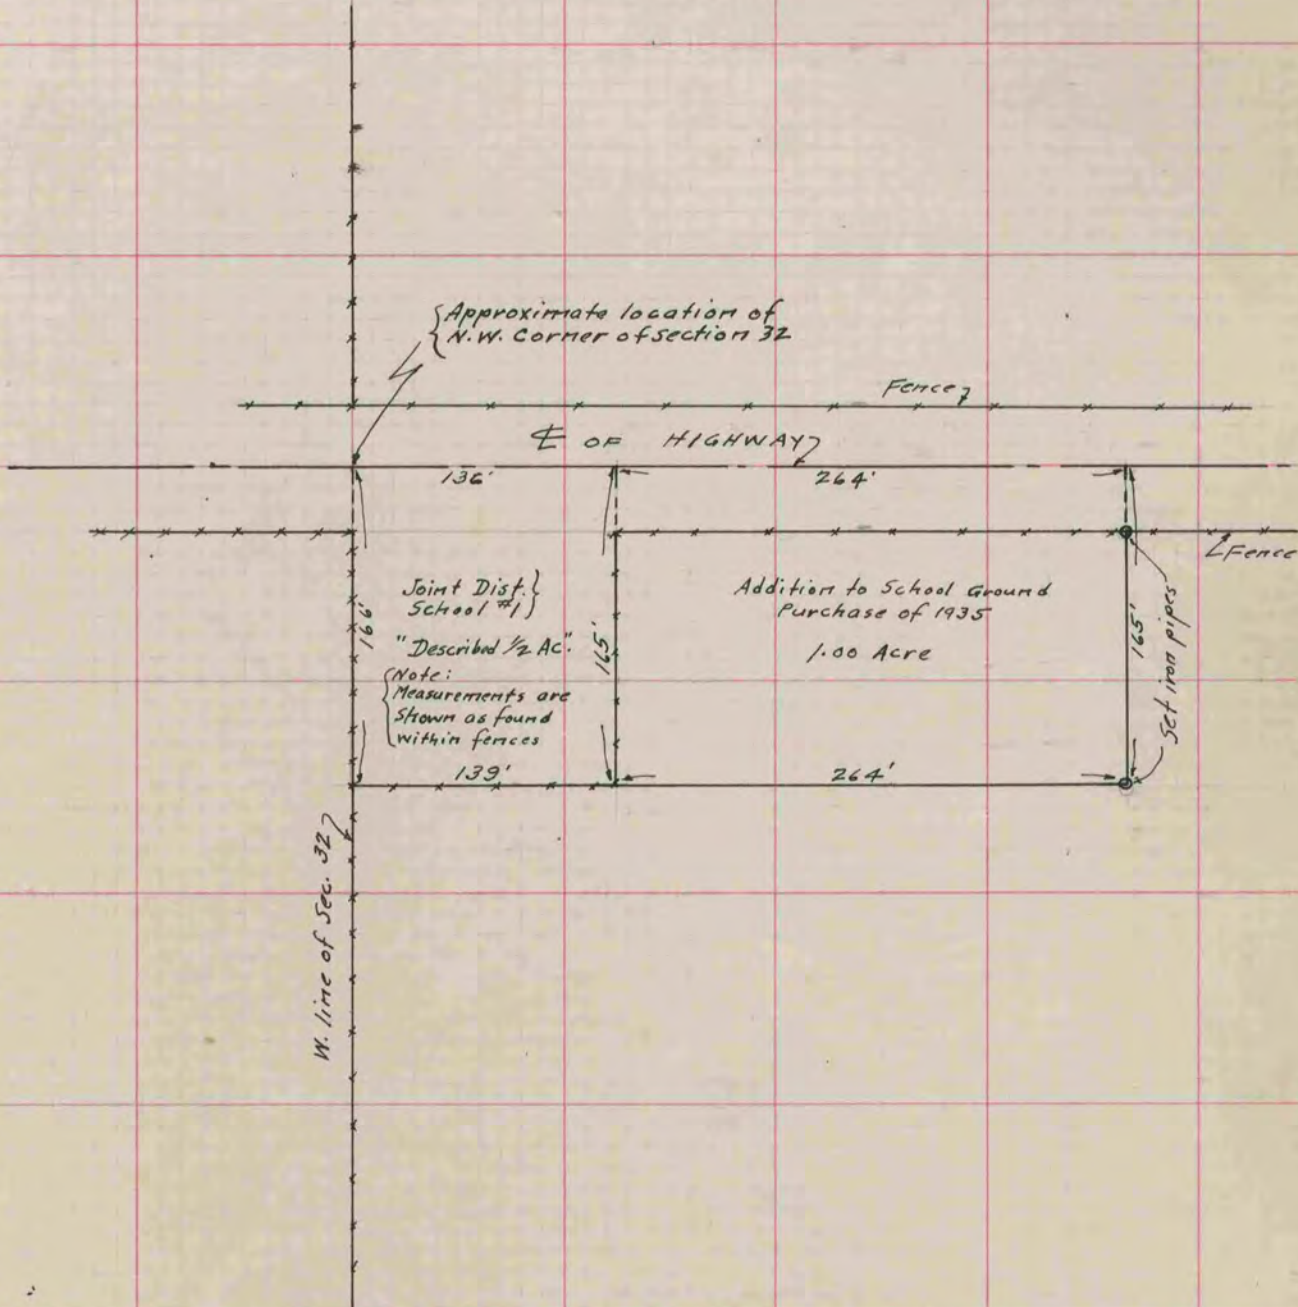 Approximate location of
N.W. Corner of section 32
Fence
℄ OF HIGHWAY
136'
264'
Fence
166'
Joint Dist.
School #1
"Described 1/2 Ac".
Note:
Measurements are
shown as found
within fences
139'
165'
Addition to School Ground
Purchase of 1935
1.00 Acre
264'
165'
Set iron pipes
W. line of Sec. 32